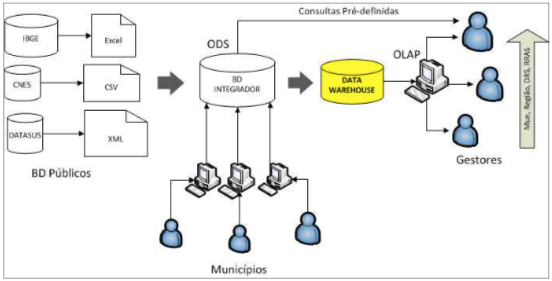 Consultas Pré-definidas
IBGE
Excel
ODS
OLAP
CNES
CSV
BD
INTEGRADOR
DATA
WAREHOUSE
DATASUS
XML
BD Públicos
Gestores
Mun, Região, DRS, RRAS
Municípios